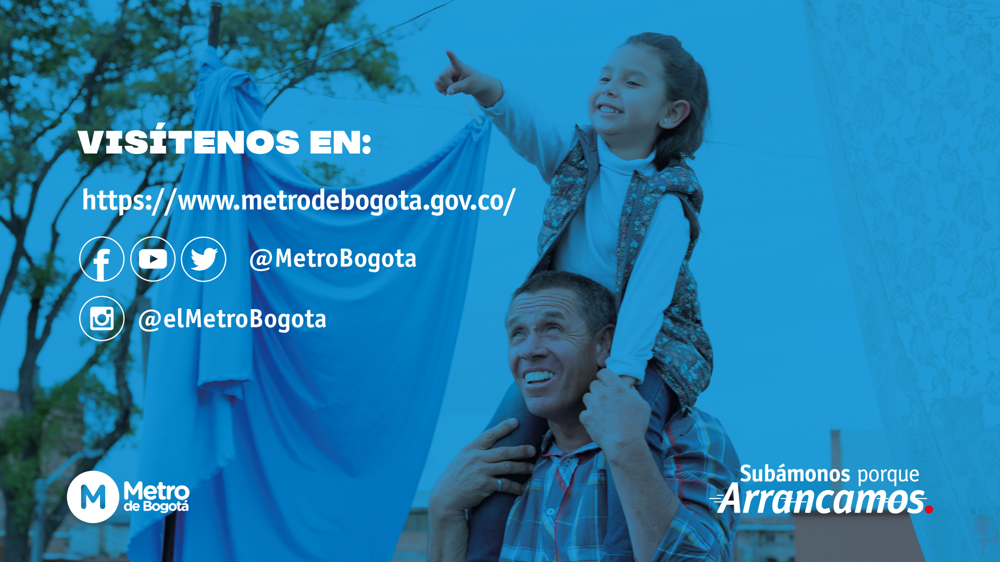 VISÍTENOS EN:
https://www.metrodebogota.gov.co/
@MetroBogota
@elMetroBogota
M Metro
de Bogotá
Subámonos porque
Arrancamos.